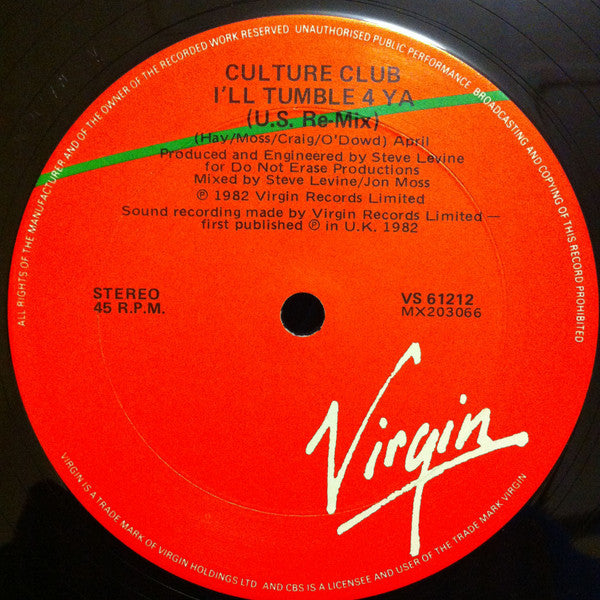 ALL RIGHTS OF THE MANUFACTURER AND OF THE OWNER OF THE RECORDED WORK RESERVED. UNAUTHORISED PUBLIC PERFORMANCE, BROADCASTING AND COPYING OF THIS RECORD PROHIBITED
CULTURE CLUB
I'LL TUMBLE 4 YA
(U.S. Re-Mix)
(Hay/Moss/Craig/O'Dowd) April
Produced and Engineered by Steve Levine
for Do Not Erase Productions
Mixed by Steve Levine/Jon Moss
℗ 1982 Virgin Records Limited
Sound recording made by Virgin Records Limited —
first published ℗ in U.K. 1982
STEREO
45 R.P.M.
VS 61212
MX203066
Virgin
VIRGIN IS A TRADE MARK OF VIRGIN HOLDINGS LTD AND CBS IS A LICENSEE AND USER OF THE TRADE MARK VIRGIN